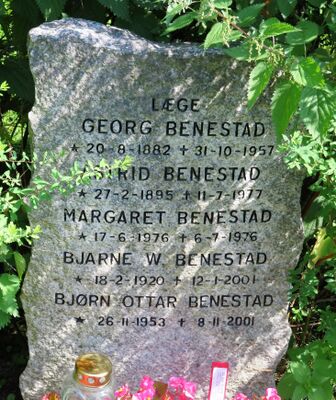 LÆGE
GEORG BENESTAD
* 20-8-1882 + 31-10-1957
ASTRID BENESTAD
* 27-2-1895 + 11-7-1977
MARGARET BENESTAD
* 17-6-1976 + 6-7-1976
BJARNE W. BENESTAD
* 18-2-1920 + 12-1-2001
BJØRN OTTAR BENESTAD
* 26-11-1953 + 8-11-2001